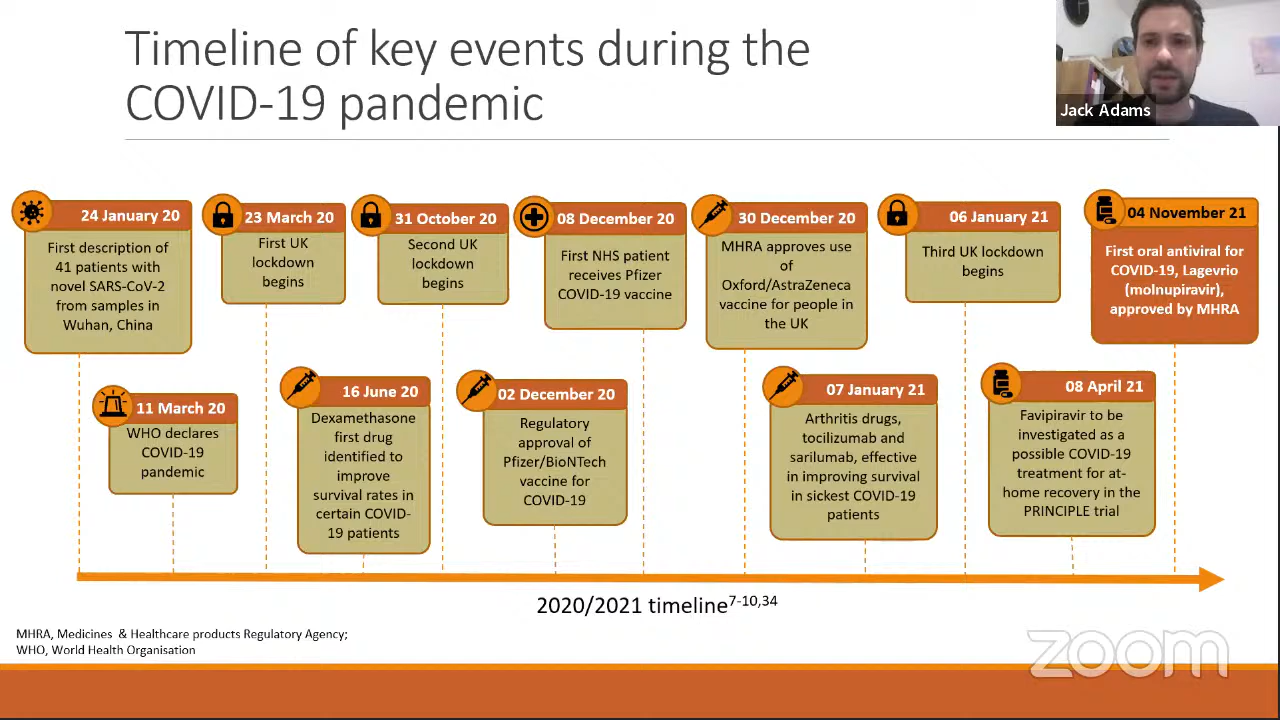 Timeline of key events during the
COVID-19 pandemic
Jack Adams
24 January 20
First description of
41 patients with
novel SARS-CoV-2
from samples in
Wuhan, China
23 March 20
First UK
lockdown
begins
31 October 20
Second UK
lockdown
begins
08 December 20
First NHS patient
receives Pfizer
COVID-19 vaccine
30 December 20
MHRA approves use
of
Oxford/AstraZeneca
vaccine for people in
the UK
06 January 21
Third UK lockdown
begins
04 November 21
First oral antiviral for
COVID-19, Lagevrio
(molnupiravir),
approved by MHRA
11 March 20
WHO declares
COVID-19
pandemic
16 June 20
Dexamethasone
first drug
identified to
improve
survival rates in
certain COVID-
19 patients
02 December 20
Regulatory
approval of
Pfizer/BioNTech
vaccine for
COVID-19
07 January 21
Arthritis drugs,
tocilizumab and
sarilumab, effective
in improving survival
in sickest COVID-19
patients
08 April 21
Favipiravir to be
investigated as a
possible COVID-19
treatment for at-
home recovery in the
PRINCIPLE trial
2020/2021 timeline7-10,34
MHRA, Medicines & Healthcare products Regulatory Agency;
WHO, World Health Organisation
zoom